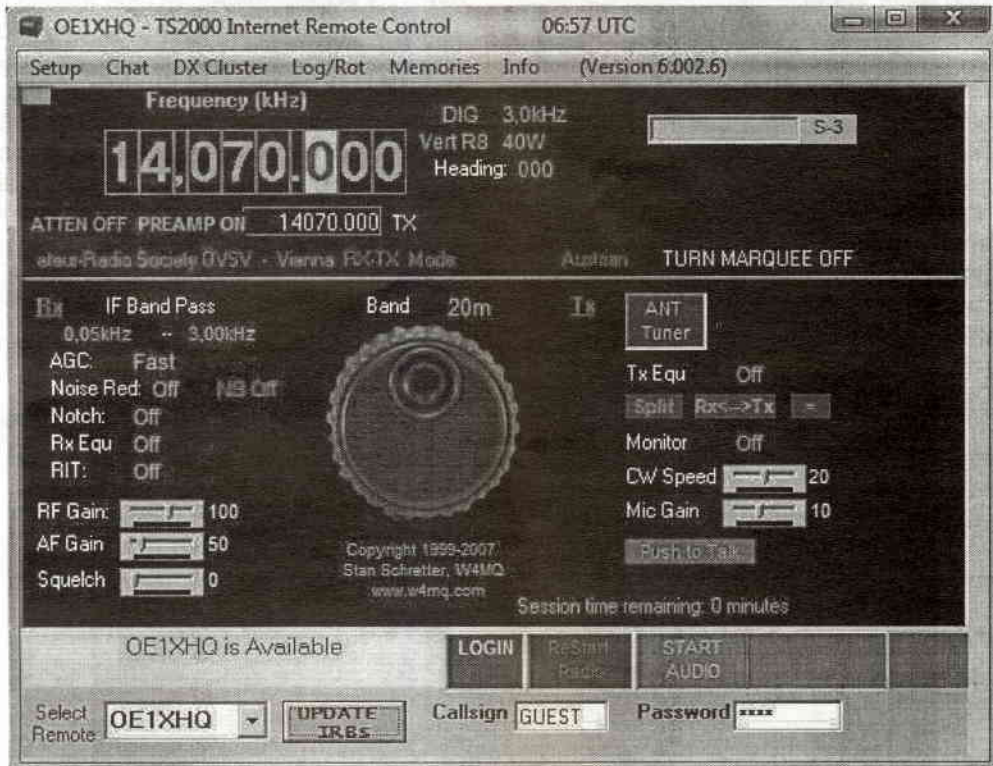 OE1XHQ - TS2000 Internet Remote Control 06:57 UTC
Setup Chat DX Cluster Log/Rot Memories Info (Version 6.002.6)
Frequency (kHz)
DIG 3,0kHz
S-3
14,070.000
Vert R8 40W
Heading: 000
ATTEN OFF PREAMP ON 14070.000 TX
ateur-Radio Society ÖVSV - Vienna RX-TX Mode Austrian TURN MARQUEE OFF
Rx IF Band Pass Band 20m Tx ANT Tuner
0,05kHz -- 3,00kHz
AGC: Fast
Noise Red: Off NB Off
Notch: Off
Rx Equ Off
RIT: Off
RF Gain: 100
AF Gain 50
Squelch 0
Tx Equ Off
Split Rx<-->Tx =
Monitor Off
CW Speed 20
Mic Gain 10
Push to Talk
Copyright 1999-2007
Stan Schretter, W4MQ
www.w4mq.com
Session time remaining: 0 minutes
OE1XHQ is Available LOGIN ReStart Radio START AUDIO
Select Remote OE1XHQ UPDATE IRBS Callsign GUEST Password ****